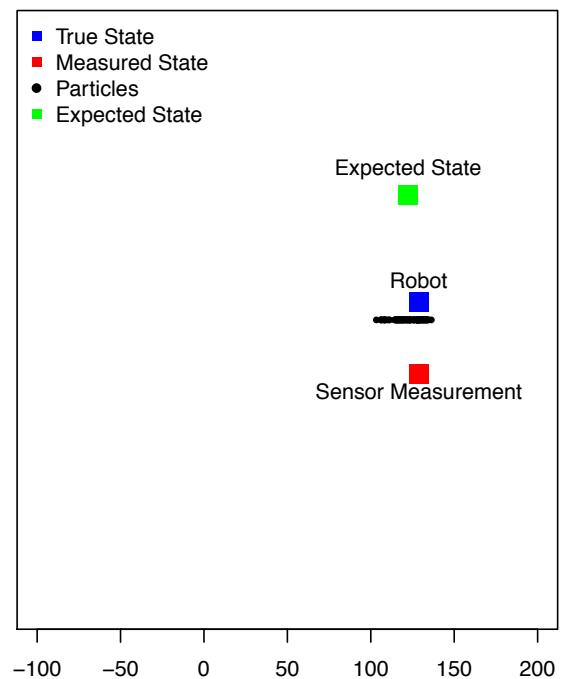 True State
Measured State
Particles
Expected State
Expected State
Robot
Sensor Measurement
−100 −50 0 50 100 150 200